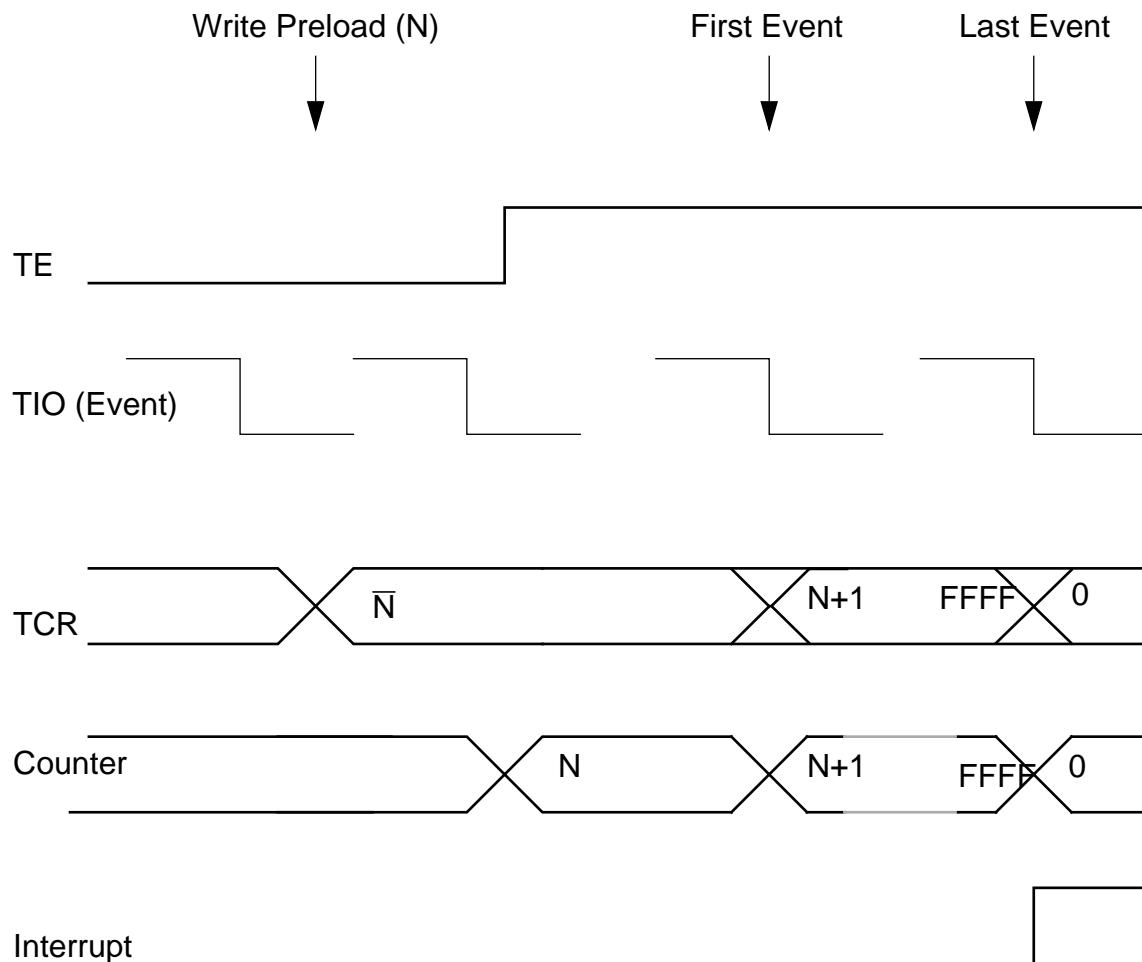 Write Preload (N) First Event Last Event
TE
TIO (Event)
TCR N̅ N+1 FFFF 0
Counter N N+1 FFFF 0
Interrupt